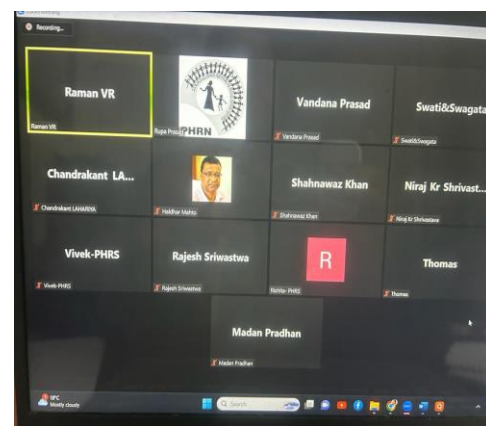 Recording...
Raman VR
Raman VR
PHRN
Rupa Prasad
Vandana Prasad
Vandana Prasad
Swati&Swagata
Swati&Swagata
Chandrakant LA...
Chandrakant LAHARIYA
Haldhar Mahto
Shahnawaz Khan
Shahnawaz Khan
Niraj Kr Shrivast...
Niraj Kr Shrivastava
Vivek-PHRS
Vivek-PHRS
Rajesh Sriwastwa
Rajesh Sriwastwa
R
Thomas
Thomas
Madan Pradhan
Madan Pradhan
Mostly cloudy
Search